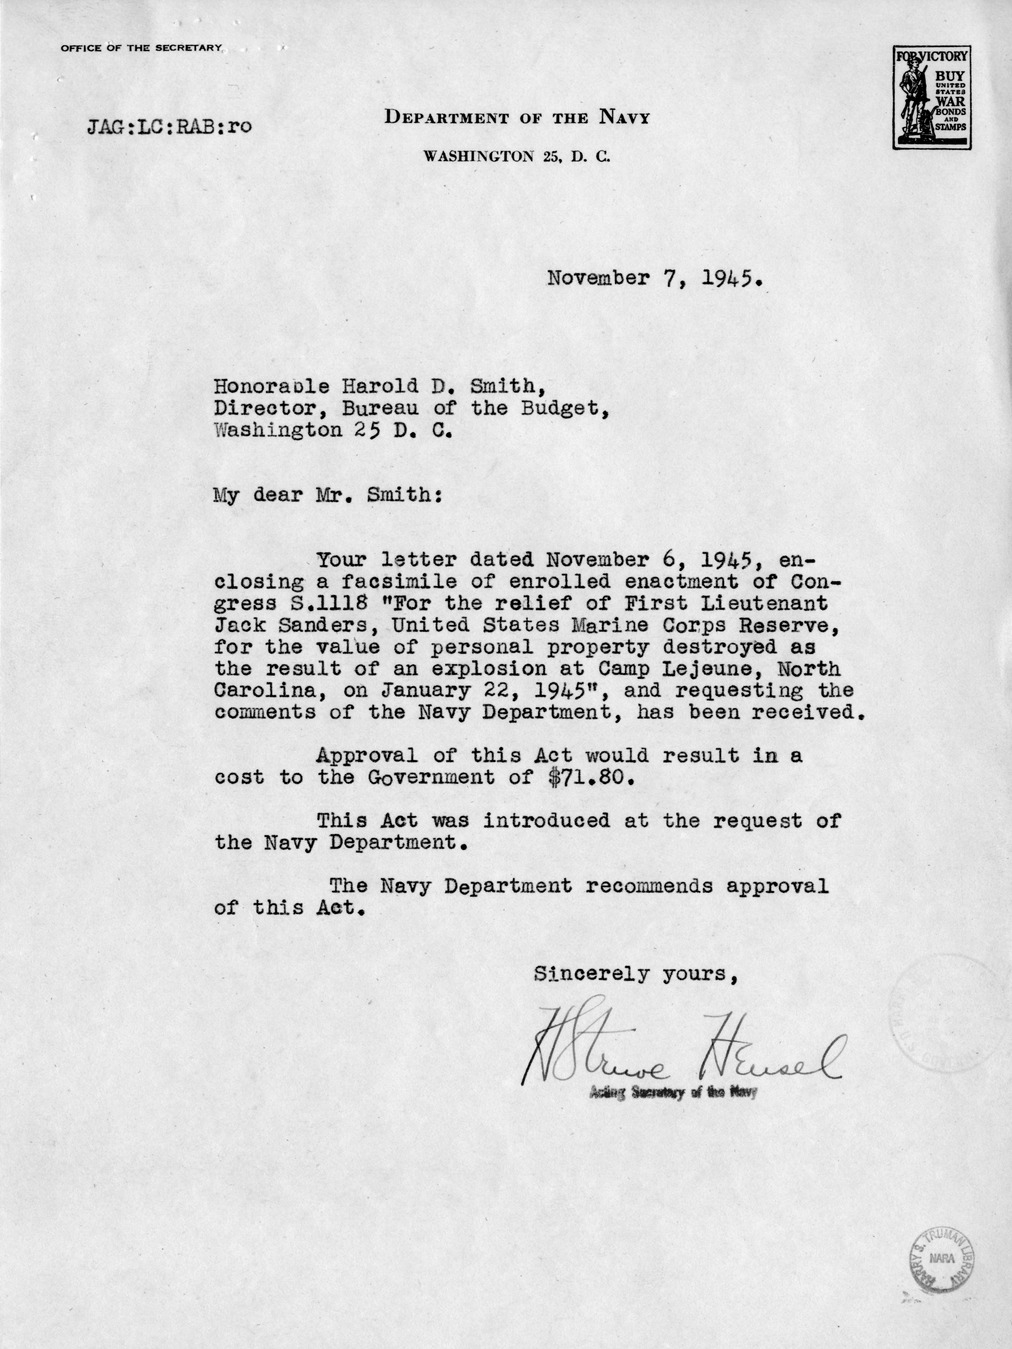 OFFICE OF THE SECRETARY
FOR VICTORY
BUY
UNITED
STATES
WAR
BONDS
AND
STAMPS
JAG:LC:RAB:ro
DEPARTMENT OF THE NAVY
WASHINGTON 25, D. C.
November 7, 1945.
Honorable Harold D. Smith,
Director, Bureau of the Budget,
Washington 25 D. C.
My dear Mr. Smith:
Your letter dated November 6, 1945, en-
closing a facsimile of enrolled enactment of Con-
gress S.1118 "For the relief of First Lieutenant
Jack Sanders, United States Marine Corps Reserve,
for the value of personal property destroyed as
the result of an explosion at Camp Lejeune, North
Carolina, on January 22, 1945", and requesting the
comments of the Navy Department, has been received.
Approval of this Act would result in a
cost to the Government of $71.80.
This Act was introduced at the request of
the Navy Department.
The Navy Department recommends approval
of this Act.
Sincerely yours,
H Struve Hensel
Acting Secretary of the Navy
HARRY S. TRUMAN LIBRARY
NARA